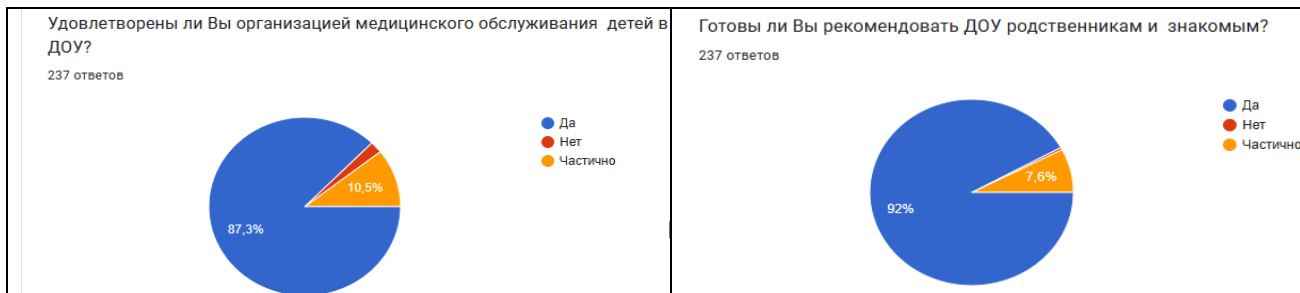 Удовлетворены ли Вы организацией медицинского обслуживания детей в
ДОУ?
237 ответов
Да
Нет
Частично
10,5%
87,3%
Готовы ли Вы рекомендовать ДОУ родственникам и знакомым?
237 ответов
Да
Нет
Частично
7,6%
92%